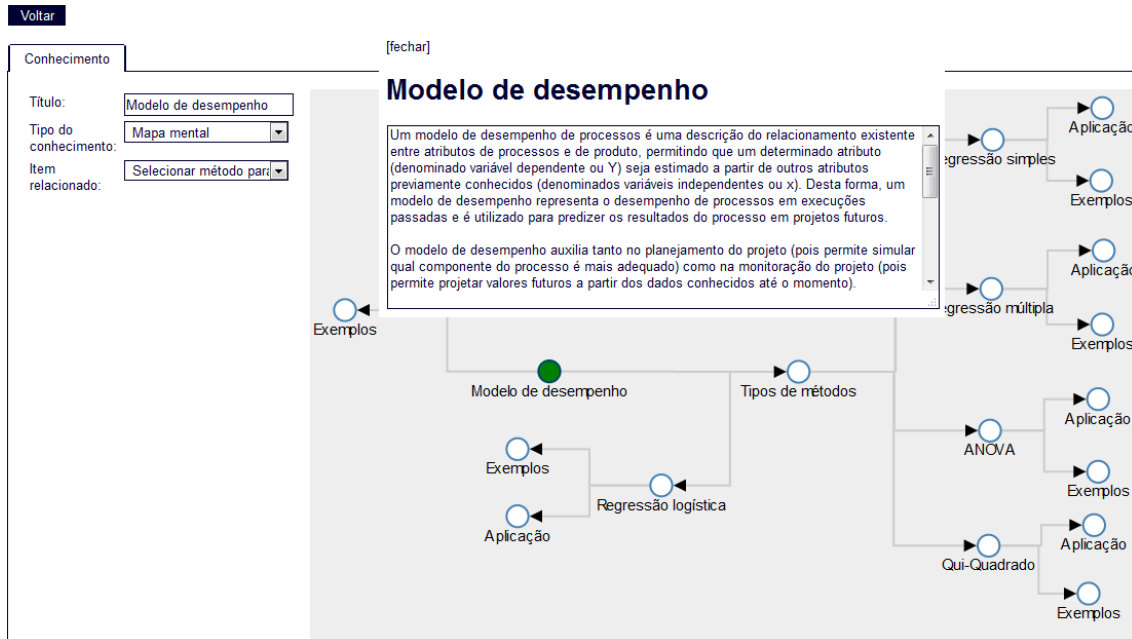 Voltar
Conhecimento
Título:
Modelo de desempenho
Tipo do
conhecimento:
Mapa mental
Item
relacionado:
Selecionar método para
[fechar]
Modelo de desempenho
Um modelo de desempenho de processos é uma descrição do relacionamento existente
entre atributos de processos e de produto, permitindo que um determinado atributo
(denominado variável dependente ou Y) seja estimado a partir de outros atributos
previamente conhecidos (denominados variáveis independentes ou x). Desta forma, um
modelo de desempenho representa o desempenho de processos em execuções
passadas e é utilizado para predizer os resultados do processo em projetos futuros.
O modelo de desempenho auxilia tanto no planejamento do projeto (pois permite simular
qual componente do processo é mais adequado) como na monitoração do projeto (pois
permite projetar valores futuros a partir dos dados conhecidos até o momento).
Aplicação
egressão simples
Exemplos
Aplicação
egressão múltipla
Exemplos
Exemplos
Modelo de desempenho
Tipos de métodos
Aplicação
ANOVA
Exemplos
Exemplos
Regressão logística
Aplicação
Aplicação
Qui-Quadrado
Exemplos